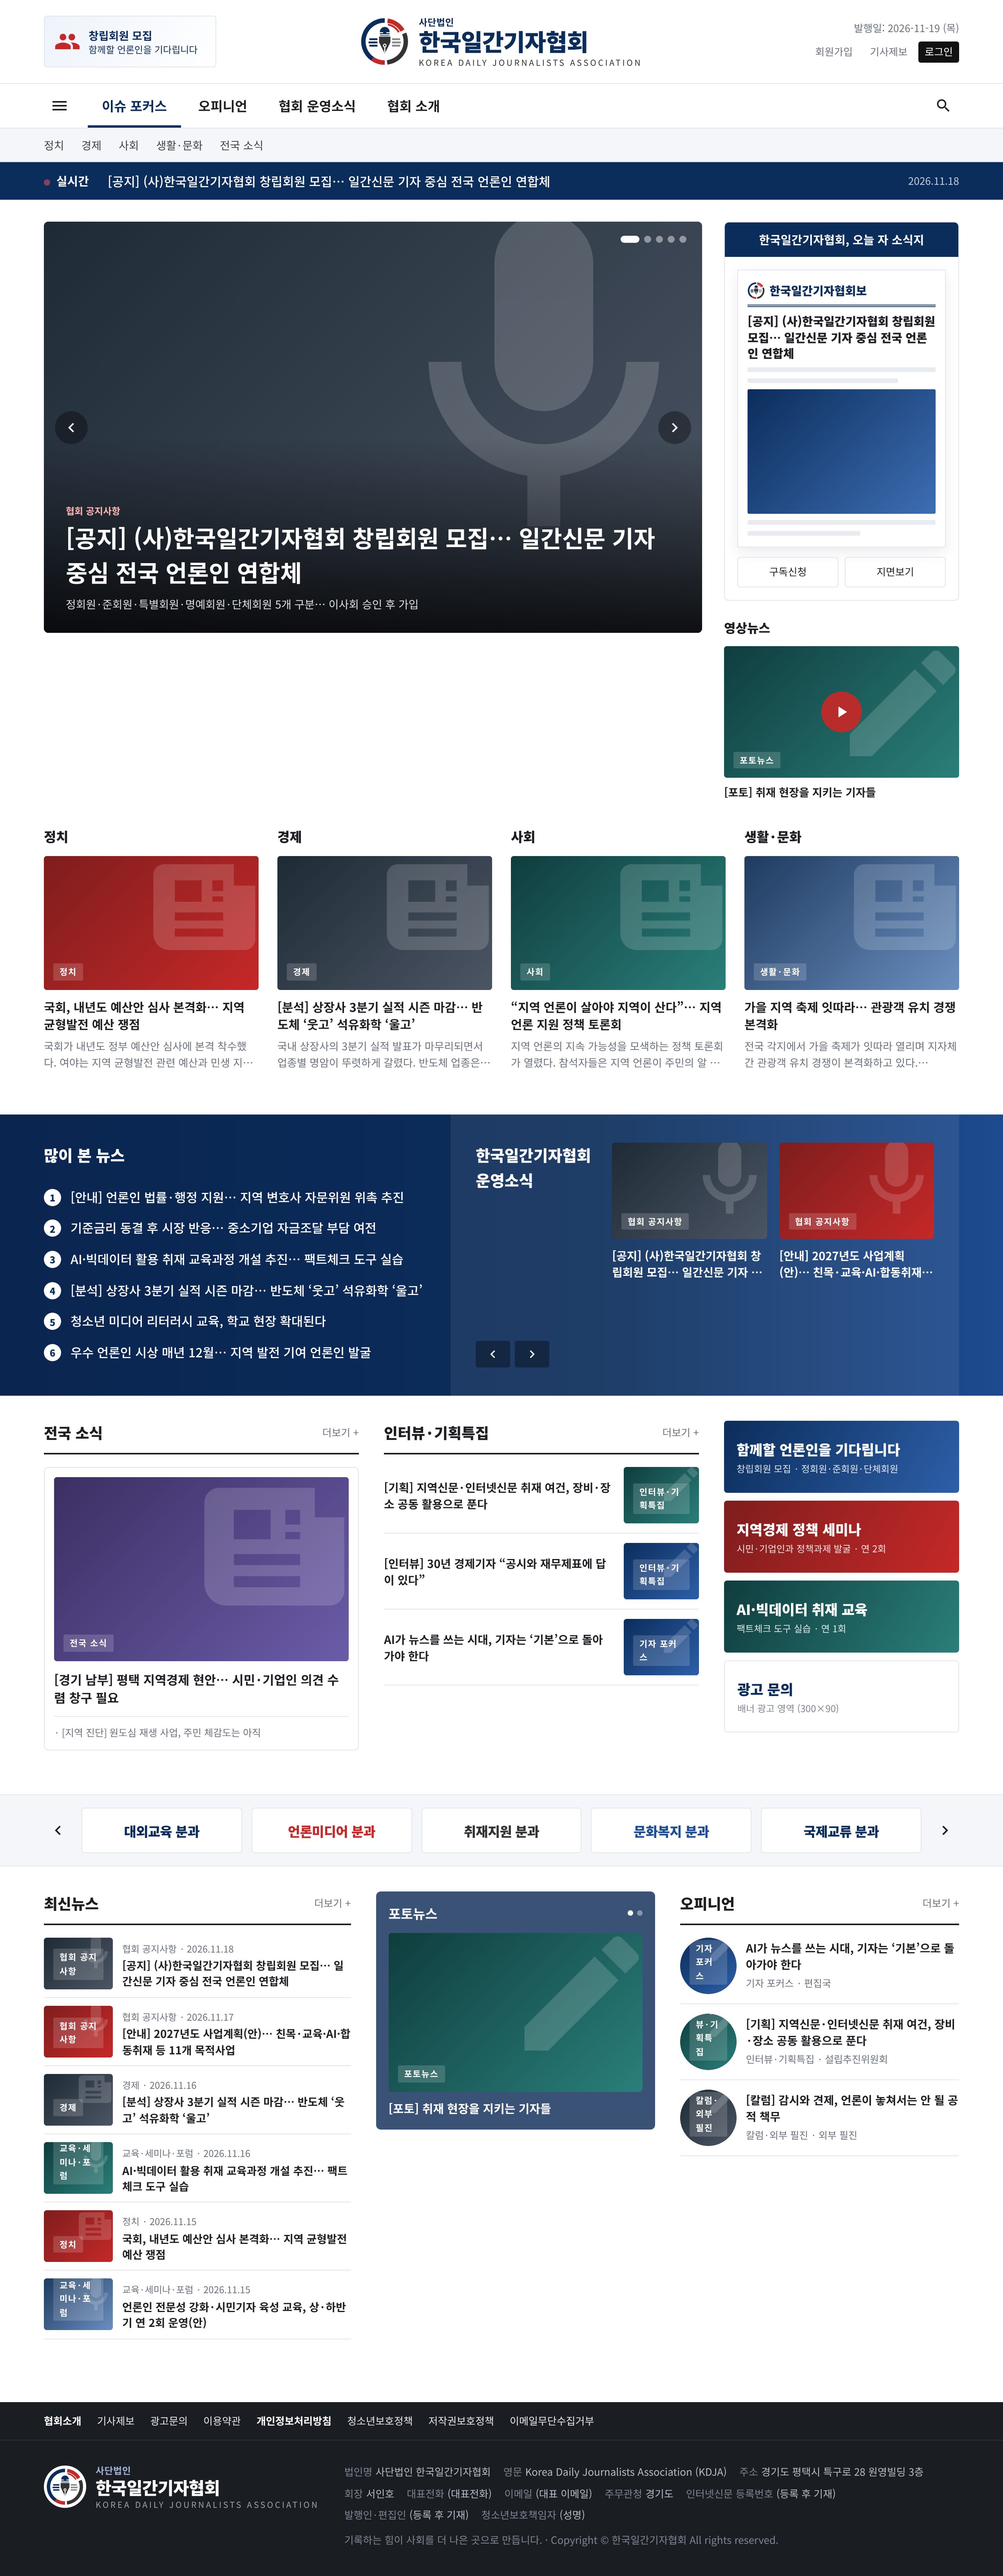 창립회원 모집
함께할 언론인을 기다립니다
사단법인
한국일간기자협회
KOREA DAILY JOURNALISTS ASSOCIATION
발행일: 2026-11-19 (목)
회원가입 기사제보 로그인
이슈 포커스 오피니언 협회 운영소식 협회 소개
정치 경제 사회 생활·문화 전국 소식
실시간 [공지] (사)한국일간기자협회 창립회원 모집… 일간신문 기자 중심 전국 언론인 연합체 2026.11.18
협회 공지사항
[공지] (사)한국일간기자협회 창립회원 모집… 일간신문 기자
중심 전국 언론인 연합체
정회원·준회원·특별회원·명예회원·단체회원 5개 구분… 이사회 승인 후 가입
한국일간기자협회, 오늘 자 소식지
한국일간기자협회보
[공지] (사)한국일간기자협회 창립회원
모집… 일간신문 기자 중심 전국 언론
인 연합체
구독신청 지면보기
영상뉴스
포토뉴스
[포토] 취재 현장을 지키는 기자들
정치
정치
국회, 내년도 예산안 심사 본격화… 지역
균형발전 예산 쟁점
국회가 내년도 정부 예산안 심사에 본격 착수했
다. 여야는 지역 균형발전 관련 예산과 민생 지…
경제
경제
[분석] 상장사 3분기 실적 시즌 마감… 반
도체 ‘웃고’ 석유화학 ‘울고’
국내 상장사의 3분기 실적 발표가 마무리되면서
업종별 명암이 뚜렷하게 갈렸다. 반도체 업종은…
사회
사회
“지역 언론이 살아야 지역이 산다”… 지역
언론 지원 정책 토론회
지역 언론의 지속 가능성을 모색하는 정책 토론회
가 열렸다. 참석자들은 지역 언론이 주민의 알 …
생활·문화
생활·문화
가을 지역 축제 잇따라… 관광객 유치 경쟁
본격화
전국 각지에서 가을 축제가 잇따라 열리며 지자체
간 관광객 유치 경쟁이 본격화하고 있다.…
많이 본 뉴스
1 [안내] 언론인 법률·행정 지원… 지역 변호사 자문위원 위촉 추진
2 기준금리 동결 후 시장 반응… 중소기업 자금조달 부담 여전
3 AI·빅데이터 활용 취재 교육과정 개설 추진… 팩트체크 도구 실습
4 [분석] 상장사 3분기 실적 시즌 마감… 반도체 ‘웃고’ 석유화학 ‘울고’
5 청소년 미디어 리터러시 교육, 학교 현장 확대된다
6 우수 언론인 시상 매년 12월… 지역 발전 기여 언론인 발굴
한국일간기자협회
운영소식
협회 공지사항
[공지] (사)한국일간기자협회 창
립회원 모집… 일간신문 기자 …
협회 공지사항
[안내] 2027년도 사업계획
(안)… 친목·교육·AI·합동취재…
전국 소식 더보기 +
전국 소식
[경기 남부] 평택 지역경제 현안… 시민·기업인 의견 수
렴 창구 필요
· [지역 진단] 원도심 재생 사업, 주민 체감도는 아직
인터뷰·기획특집 더보기 +
[기획] 지역신문·인터넷신문 취재 여건, 장비·장
소 공동 활용으로 푼다
인터뷰·기
획특집
[인터뷰] 30년 경제기자 “공시와 재무제표에 답
이 있다”
인터뷰·기
획특집
AI가 뉴스를 쓰는 시대, 기자는 ‘기본’으로 돌아
가야 한다
기자 포커
스
함께할 언론인을 기다립니다
창립회원 모집 · 정회원·준회원·단체회원
지역경제 정책 세미나
시민·기업인과 정책과제 발굴 · 연 2회
AI·빅데이터 취재 교육
팩트체크 도구 실습 · 연 1회
광고 문의
배너 광고 영역 (300×90)
대외교육 분과 언론미디어 분과 취재지원 분과 문화복지 분과 국제교류 분과
최신뉴스 더보기 +
협회 공지
사항
협회 공지사항 · 2026.11.18
[공지] (사)한국일간기자협회 창립회원 모집… 일
간신문 기자 중심 전국 언론인 연합체
협회 공지
사항
협회 공지사항 · 2026.11.17
[안내] 2027년도 사업계획(안)… 친목·교육·AI·합
동취재 등 11개 목적사업
경제
경제 · 2026.11.16
[분석] 상장사 3분기 실적 시즌 마감… 반도체 ‘웃
고’ 석유화학 ‘울고’
교육·세
미나·포
럼
교육·세미나·포럼 · 2026.11.16
AI·빅데이터 활용 취재 교육과정 개설 추진… 팩트
체크 도구 실습
정치
정치 · 2026.11.15
국회, 내년도 예산안 심사 본격화… 지역 균형발전
예산 쟁점
교육·세
미나·포
럼
교육·세미나·포럼 · 2026.11.15
언론인 전문성 강화·시민기자 육성 교육, 상·하반
기 연 2회 운영(안)
포토뉴스
포토뉴스
[포토] 취재 현장을 지키는 기자들
오피니언 더보기 +
기자
포커
스
AI가 뉴스를 쓰는 시대, 기자는 ‘기본’으로 돌
아가야 한다
기자 포커스 · 편집국
뷰·기
획특
집
[기획] 지역신문·인터넷신문 취재 여건, 장비
·장소 공동 활용으로 푼다
인터뷰·기획특집 · 설립추진위원회
칼럼·
외부
필진
[칼럼] 감시와 견제, 언론이 놓쳐서는 안 될 공
적 책무
칼럼·외부 필진 · 외부 필진
협회소개 기사제보 광고문의 이용약관 개인정보처리방침 청소년보호정책 저작권보호정책 이메일무단수집거부
사단법인
한국일간기자협회
KOREA DAILY JOURNALISTS ASSOCIATION
법인명 사단법인 한국일간기자협회 영문 Korea Daily Journalists Association (KDJA) 주소 경기도 평택시 특구로 28 원영빌딩 3층
회장 서인호 대표전화 (대표전화) 이메일 (대표 이메일) 주무관청 경기도 인터넷신문 등록번호 (등록 후 기재)
발행인·편집인 (등록 후 기재) 청소년보호책임자 (성명)
기록하는 힘이 사회를 더 나은 곳으로 만듭니다. · Copyright © 한국일간기자협회 All rights reserved.